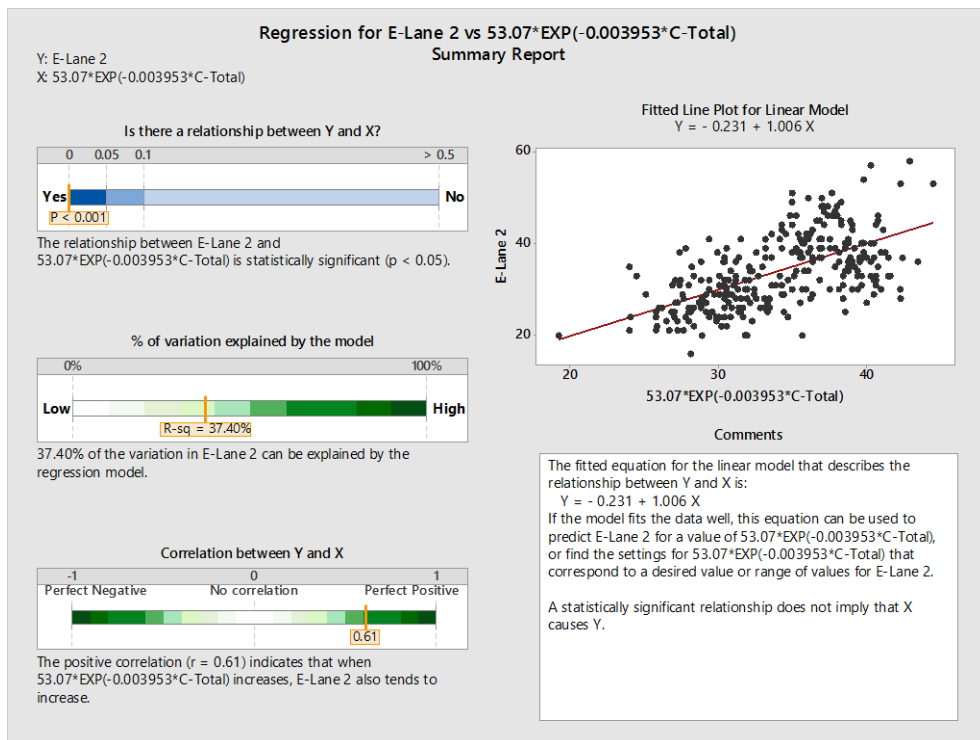 Regression for E-Lane 2 vs 53.07*EXP(-0.003953*C-Total)
Summary Report
Y: E-Lane 2
X: 53.07*EXP(-0.003953*C-Total)
Is there a relationship between Y and X?
0 0.05 0.1 > 0.5
Yes No
P < 0.001
The relationship between E-Lane 2 and
53.07*EXP(-0.003953*C-Total) is statistically significant (p < 0.05).
% of variation explained by the model
0% 100%
Low High
R-sq = 37.40%
37.40% of the variation in E-Lane 2 can be explained by the
regression model.
Correlation between Y and X
-1 0 1
Perfect Negative No correlation Perfect Positive
0.61
The positive correlation (r = 0.61) indicates that when
53.07*EXP(-0.003953*C-Total) increases, E-Lane 2 also tends to
increase.
Fitted Line Plot for Linear Model
Y = - 0.231 + 1.006 X
60
40
20
E-Lane 2
20 30 40
53.07*EXP(-0.003953*C-Total)
Comments
The fitted equation for the linear model that describes the
relationship between Y and X is:
Y = - 0.231 + 1.006 X
If the model fits the data well, this equation can be used to
predict E-Lane 2 for a value of 53.07*EXP(-0.003953*C-Total),
or find the settings for 53.07*EXP(-0.003953*C-Total) that
correspond to a desired value or range of values for E-Lane 2.
A statistically significant relationship does not imply that X
causes Y.